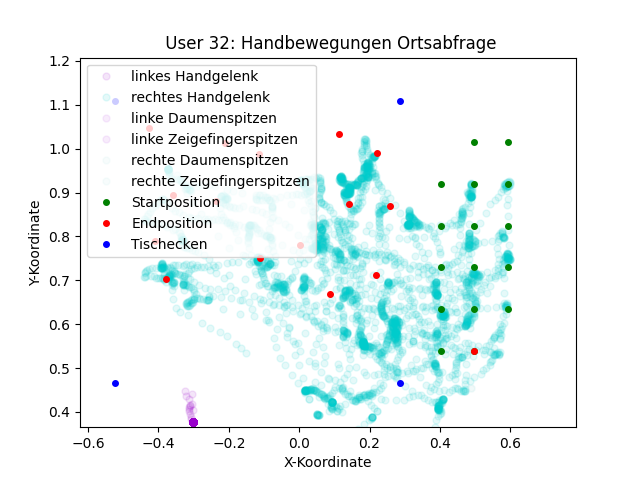 User 32: Handbewegungen Ortsabfrage
1.2
1.1
1.0
0.9
0.8
0.7
0.6
0.5
0.4
Y-Koordinate
linkes Handgelenk
rechtes Handgelenk
linke Daumenspitzen
linke Zeigefingerspitzen
rechte Daumenspitzen
rechte Zeigefingerspitzen
Startposition
Endposition
Tischecken
−0.6 −0.4 −0.2 0.0 0.2 0.4 0.6
X-Koordinate